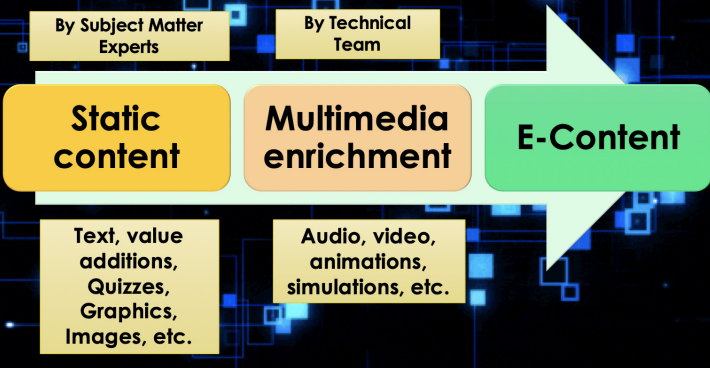 By Subject Matter
Experts
By Technical
Team
Static
content
Multimedia
enrichment
E-Content
Text, value
additions,
Quizzes,
Graphics,
Images, etc.
Audio, video,
animations,
simulations, etc.